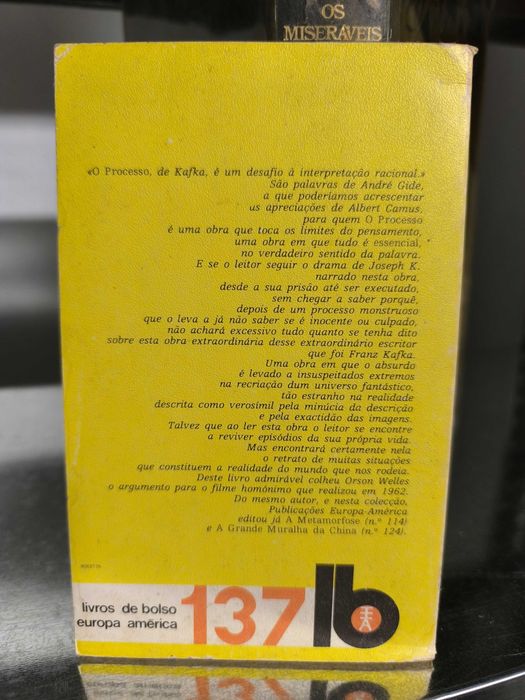 OS
MISERÁVEIS
«O Processo, de Kafka, é um desafio à interpretação racional.»
São palavras de André Gide,
a que poderíamos acrescentar
as apreciações de Albert Camus,
para quem O Processo
é uma obra que toca os limites do pensamento,
uma obra em que tudo é essencial,
no verdadeiro sentido da palavra.
E se o leitor seguir o drama de Joseph K.
narrado nesta obra,
desde a sua prisão até ser executado,
sem chegar a saber porquê,
depois de um processo monstruoso
que o leva a já não saber se é inocente ou culpado,
não achará excessivo tudo quanto se tenha dito
sobre esta obra extraordinária desse extraordinário escritor
que foi Franz Kafka.
Uma obra em que o absurdo
é levado a insuspeitados extremos
na recriação dum universo fantástico,
tão estranho na realidade
descrita como verosímil pela minúcia da descrição
e pela exactidão das imagens.
Talvez que ao ler esta obra o leitor se encontre
a reviver episódios da sua própria vida.
Mas encontrará certamente nela
o retrato de muitas situações
que constituem a realidade do mundo que nos rodeia.
Deste livro admirável colheu Orson Welles
o argumento para o filme homónimo que realizou em 1962.
Do mesmo autor, e nesta colecção,
Publicações Europa-América
editou já A Metamorfose (n.º 114)
e A Grande Muralha da China (n.º 124).
livros de bolso
europa américa
137
lb